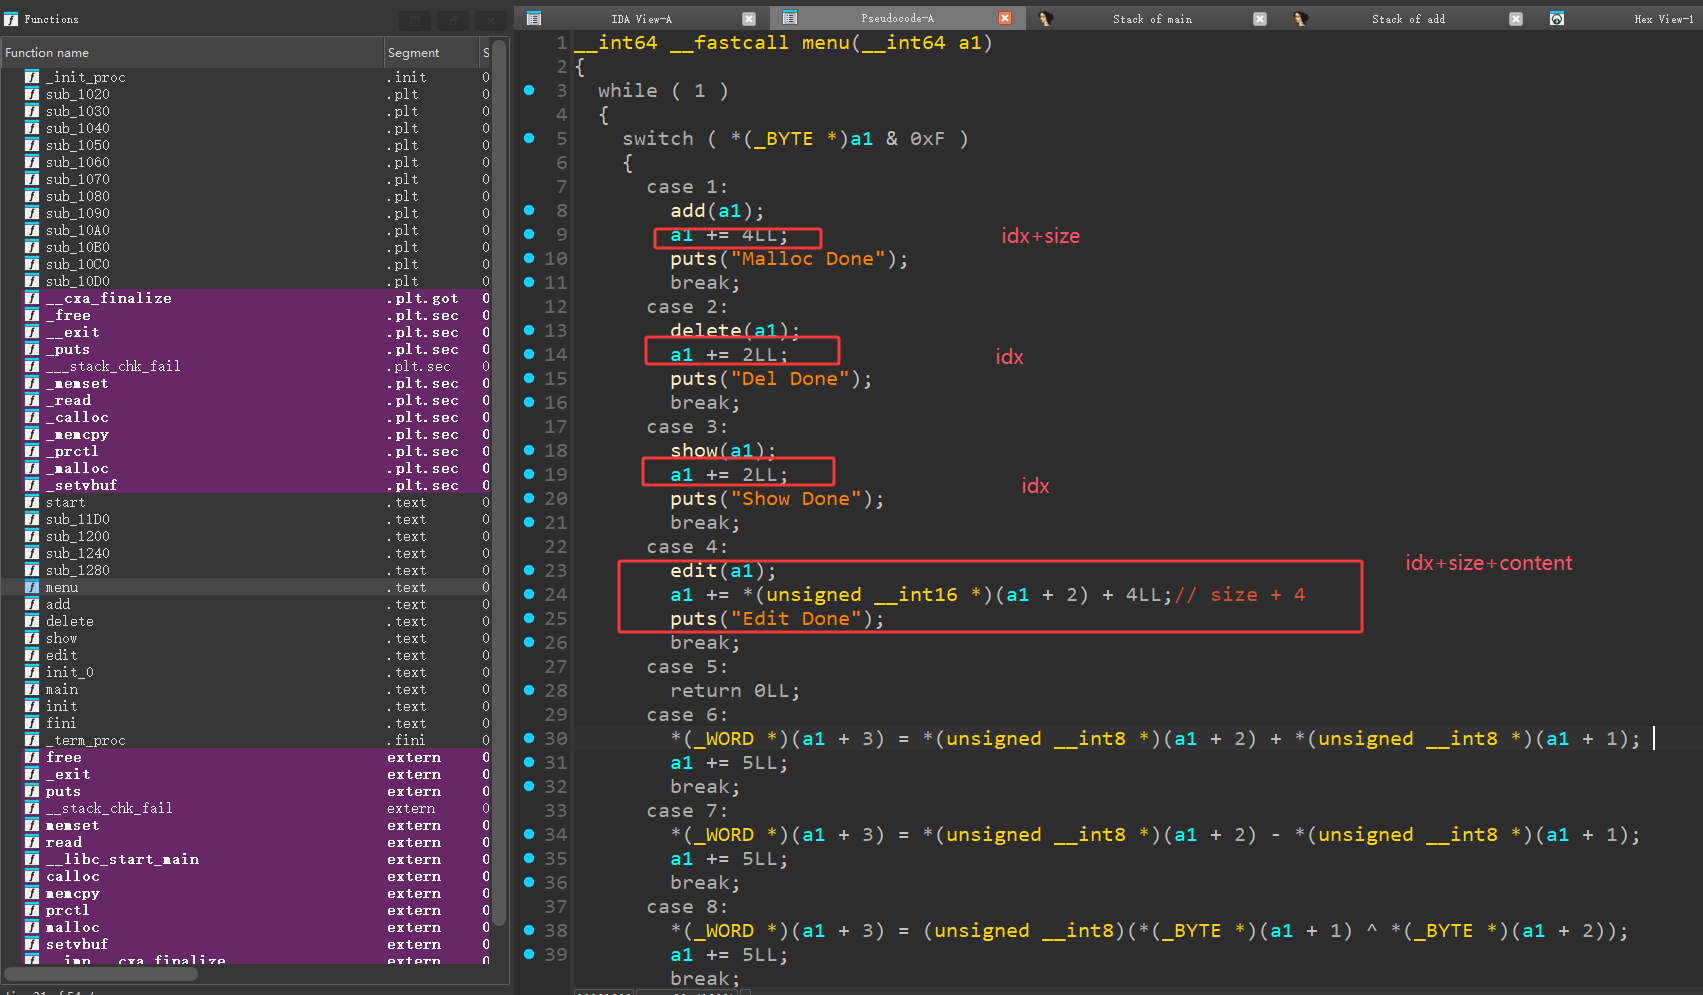 Functions
Function name Segment S
_init_proc .init 0
sub_1020 .plt 0
sub_1030 .plt 0
sub_1040 .plt 0
sub_1050 .plt 0
sub_1060 .plt 0
sub_1070 .plt 0
sub_1080 .plt 0
sub_1090 .plt 0
sub_10A0 .plt 0
sub_10B0 .plt 0
sub_10C0 .plt 0
sub_10D0 .plt 0
__cxa_finalize .plt.got 0
_free .plt.sec 0
__exit .plt.sec 0
_puts .plt.sec 0
___stack_chk_fail .plt.sec 0
_memset .plt.sec 0
_read .plt.sec 0
_calloc .plt.sec 0
_memcpy .plt.sec 0
_prctl .plt.sec 0
_malloc .plt.sec 0
_setvbuf .plt.sec 0
start .text 0
sub_11D0 .text 0
sub_1200 .text 0
sub_1240 .text 0
sub_1280 .text 0
menu .text 0
add .text 0
delete .text 0
show .text 0
edit .text 0
init_0 .text 0
main .text 0
init .text 0
fini .text 0
_term_proc .fini 0
free extern 0
_exit extern 0
puts extern 0
__stack_chk_fail extern 0
memset extern 0
read extern 0
__libc_start_main extern 0
calloc extern 0
memcpy extern 0
prctl extern 0
malloc extern 0
setvbuf extern 0
__imp___cxa_finalize extern 0
IDA View-A Pseudocode-A Stack of main Stack of add Hex View-1
1 __int64 __fastcall menu(__int64 a1)
2 {
3 while ( 1 )
4 {
5 switch ( *(_BYTE *)a1 & 0xF )
6 {
7 case 1:
8 add(a1);
9 a1 += 4LL; idx+size
10 puts("Malloc Done");
11 break;
12 case 2:
13 delete(a1);
14 a1 += 2LL; idx
15 puts("Del Done");
16 break;
17 case 3:
18 show(a1);
19 a1 += 2LL; idx
20 puts("Show Done");
21 break;
22 case 4: idx+size+content
23 edit(a1);
24 a1 += *(unsigned __int16 *)(a1 + 2) + 4LL;// size + 4
25 puts("Edit Done");
26 break;
27 case 5:
28 return 0LL;
29 case 6:
30 *(_WORD *)(a1 + 3) = *(unsigned __int8 *)(a1 + 2) + *(unsigned __int8 *)(a1 + 1);
31 a1 += 5LL;
32 break;
33 case 7:
34 *(_WORD *)(a1 + 3) = *(unsigned __int8 *)(a1 + 2) - *(unsigned __int8 *)(a1 + 1);
35 a1 += 5LL;
36 break;
37 case 8:
38 *(_WORD *)(a1 + 3) = (unsigned __int8)(*(_BYTE *)(a1 + 1) ^ *(_BYTE *)(a1 + 2));
39 a1 += 5LL;
break;